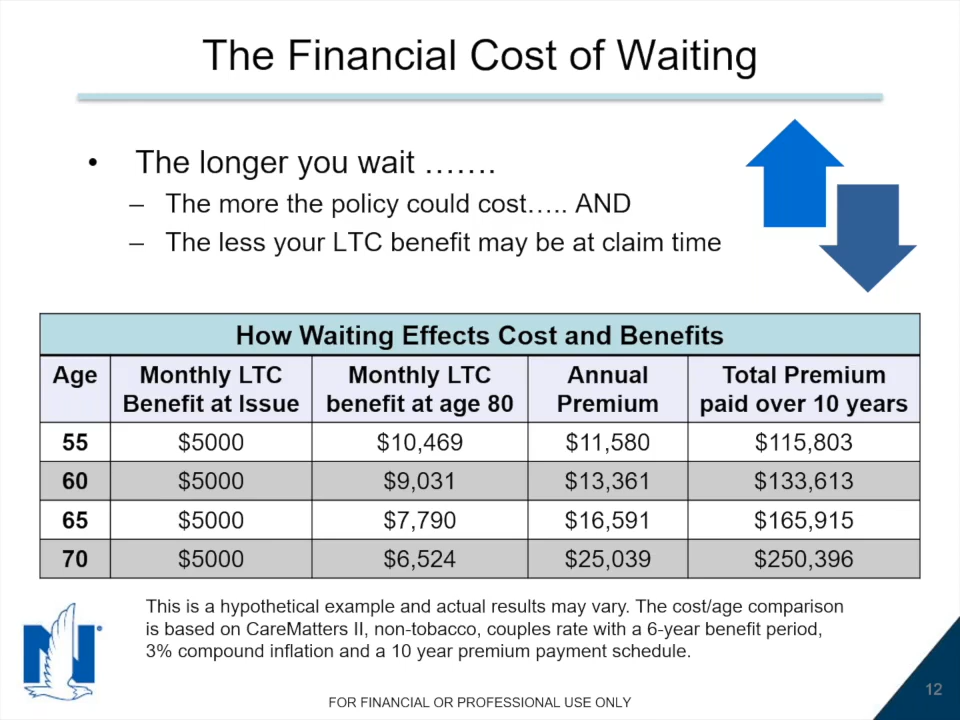 The Financial Cost of Waiting
• The longer you wait …….
– The more the policy could cost….. AND
– The less your LTC benefit may be at claim time
How Waiting Effects Cost and Benefits
Age Monthly LTC Benefit at Issue Monthly LTC benefit at age 80 Annual Premium Total Premium paid over 10 years
55 $5000 $10,469 $11,580 $115,803
60 $5000 $9,031 $13,361 $133,613
65 $5000 $7,790 $16,591 $165,915
70 $5000 $6,524 $25,039 $250,396
This is a hypothetical example and actual results may vary. The cost/age comparison
is based on CareMatters II, non-tobacco, couples rate with a 6-year benefit period,
3% compound inflation and a 10 year premium payment schedule.
N®
FOR FINANCIAL OR PROFESSIONAL USE ONLY
12